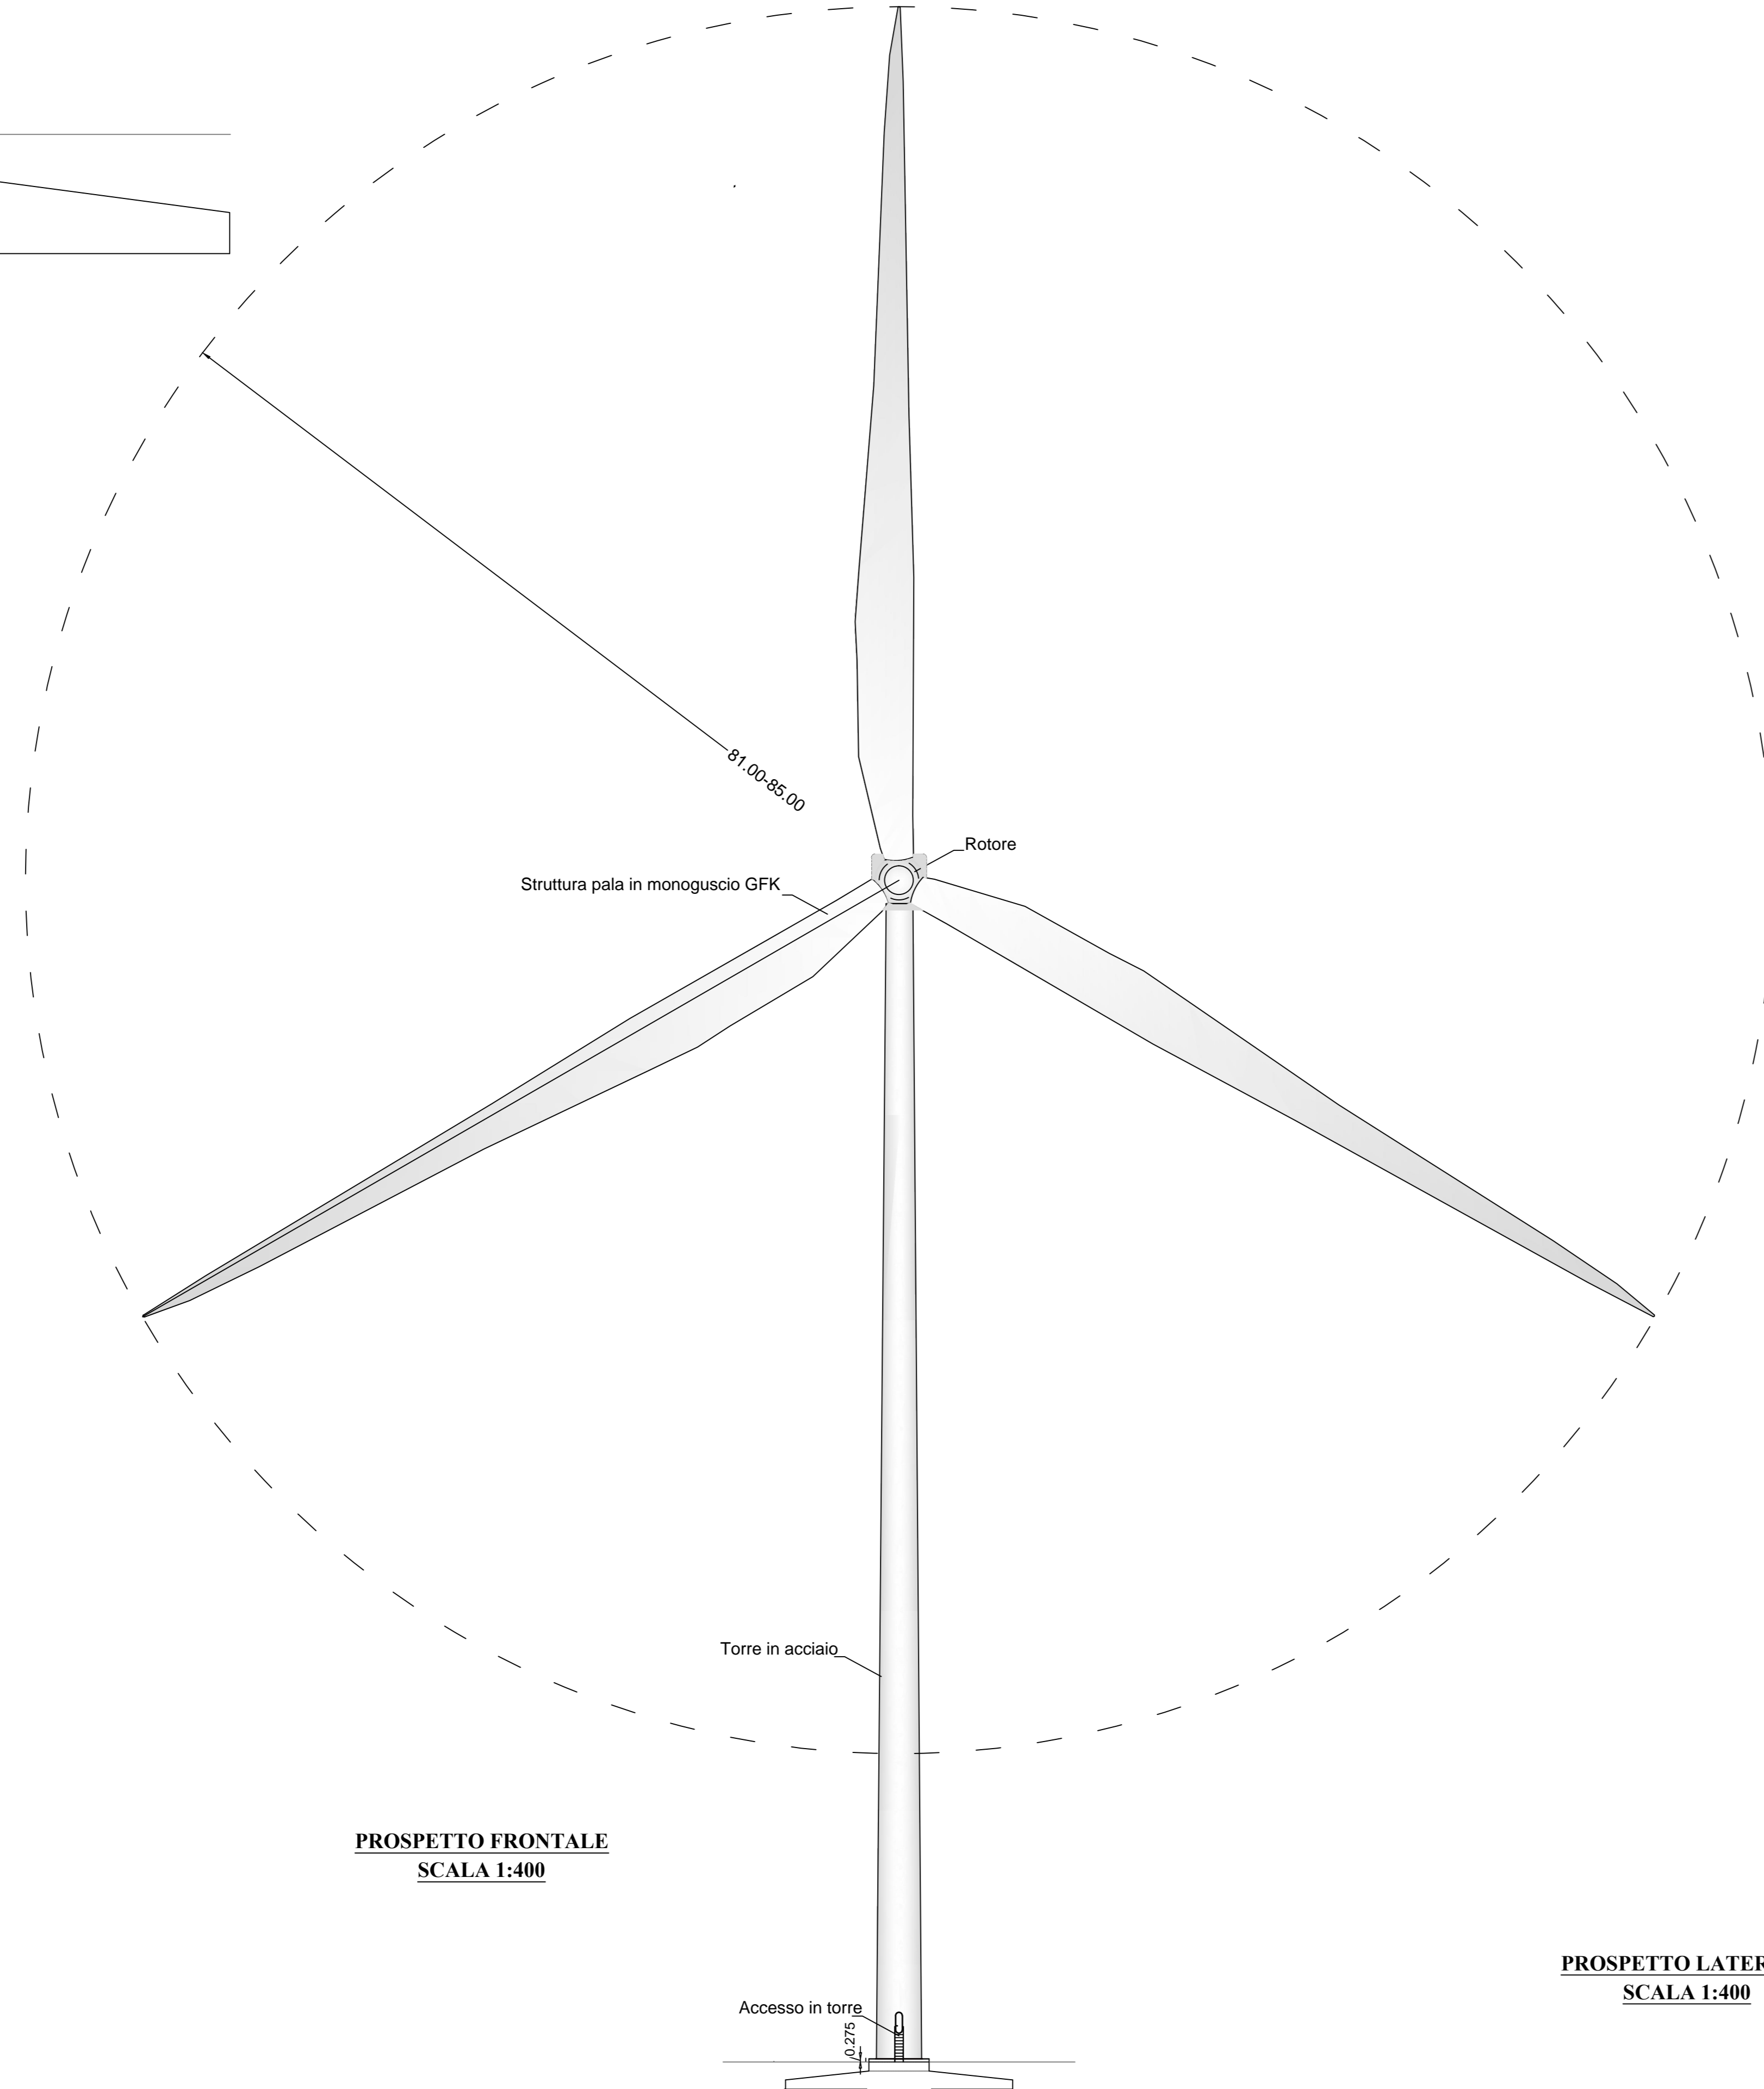 81.00-85.00
Rotore
Struttura pala in monoguscio GFK
Torre in acciaio
PROSPETTO FRONTALE
SCALA 1:400
PROSPETTO LATER
SCALA 1:400
Accesso in torre
0.275